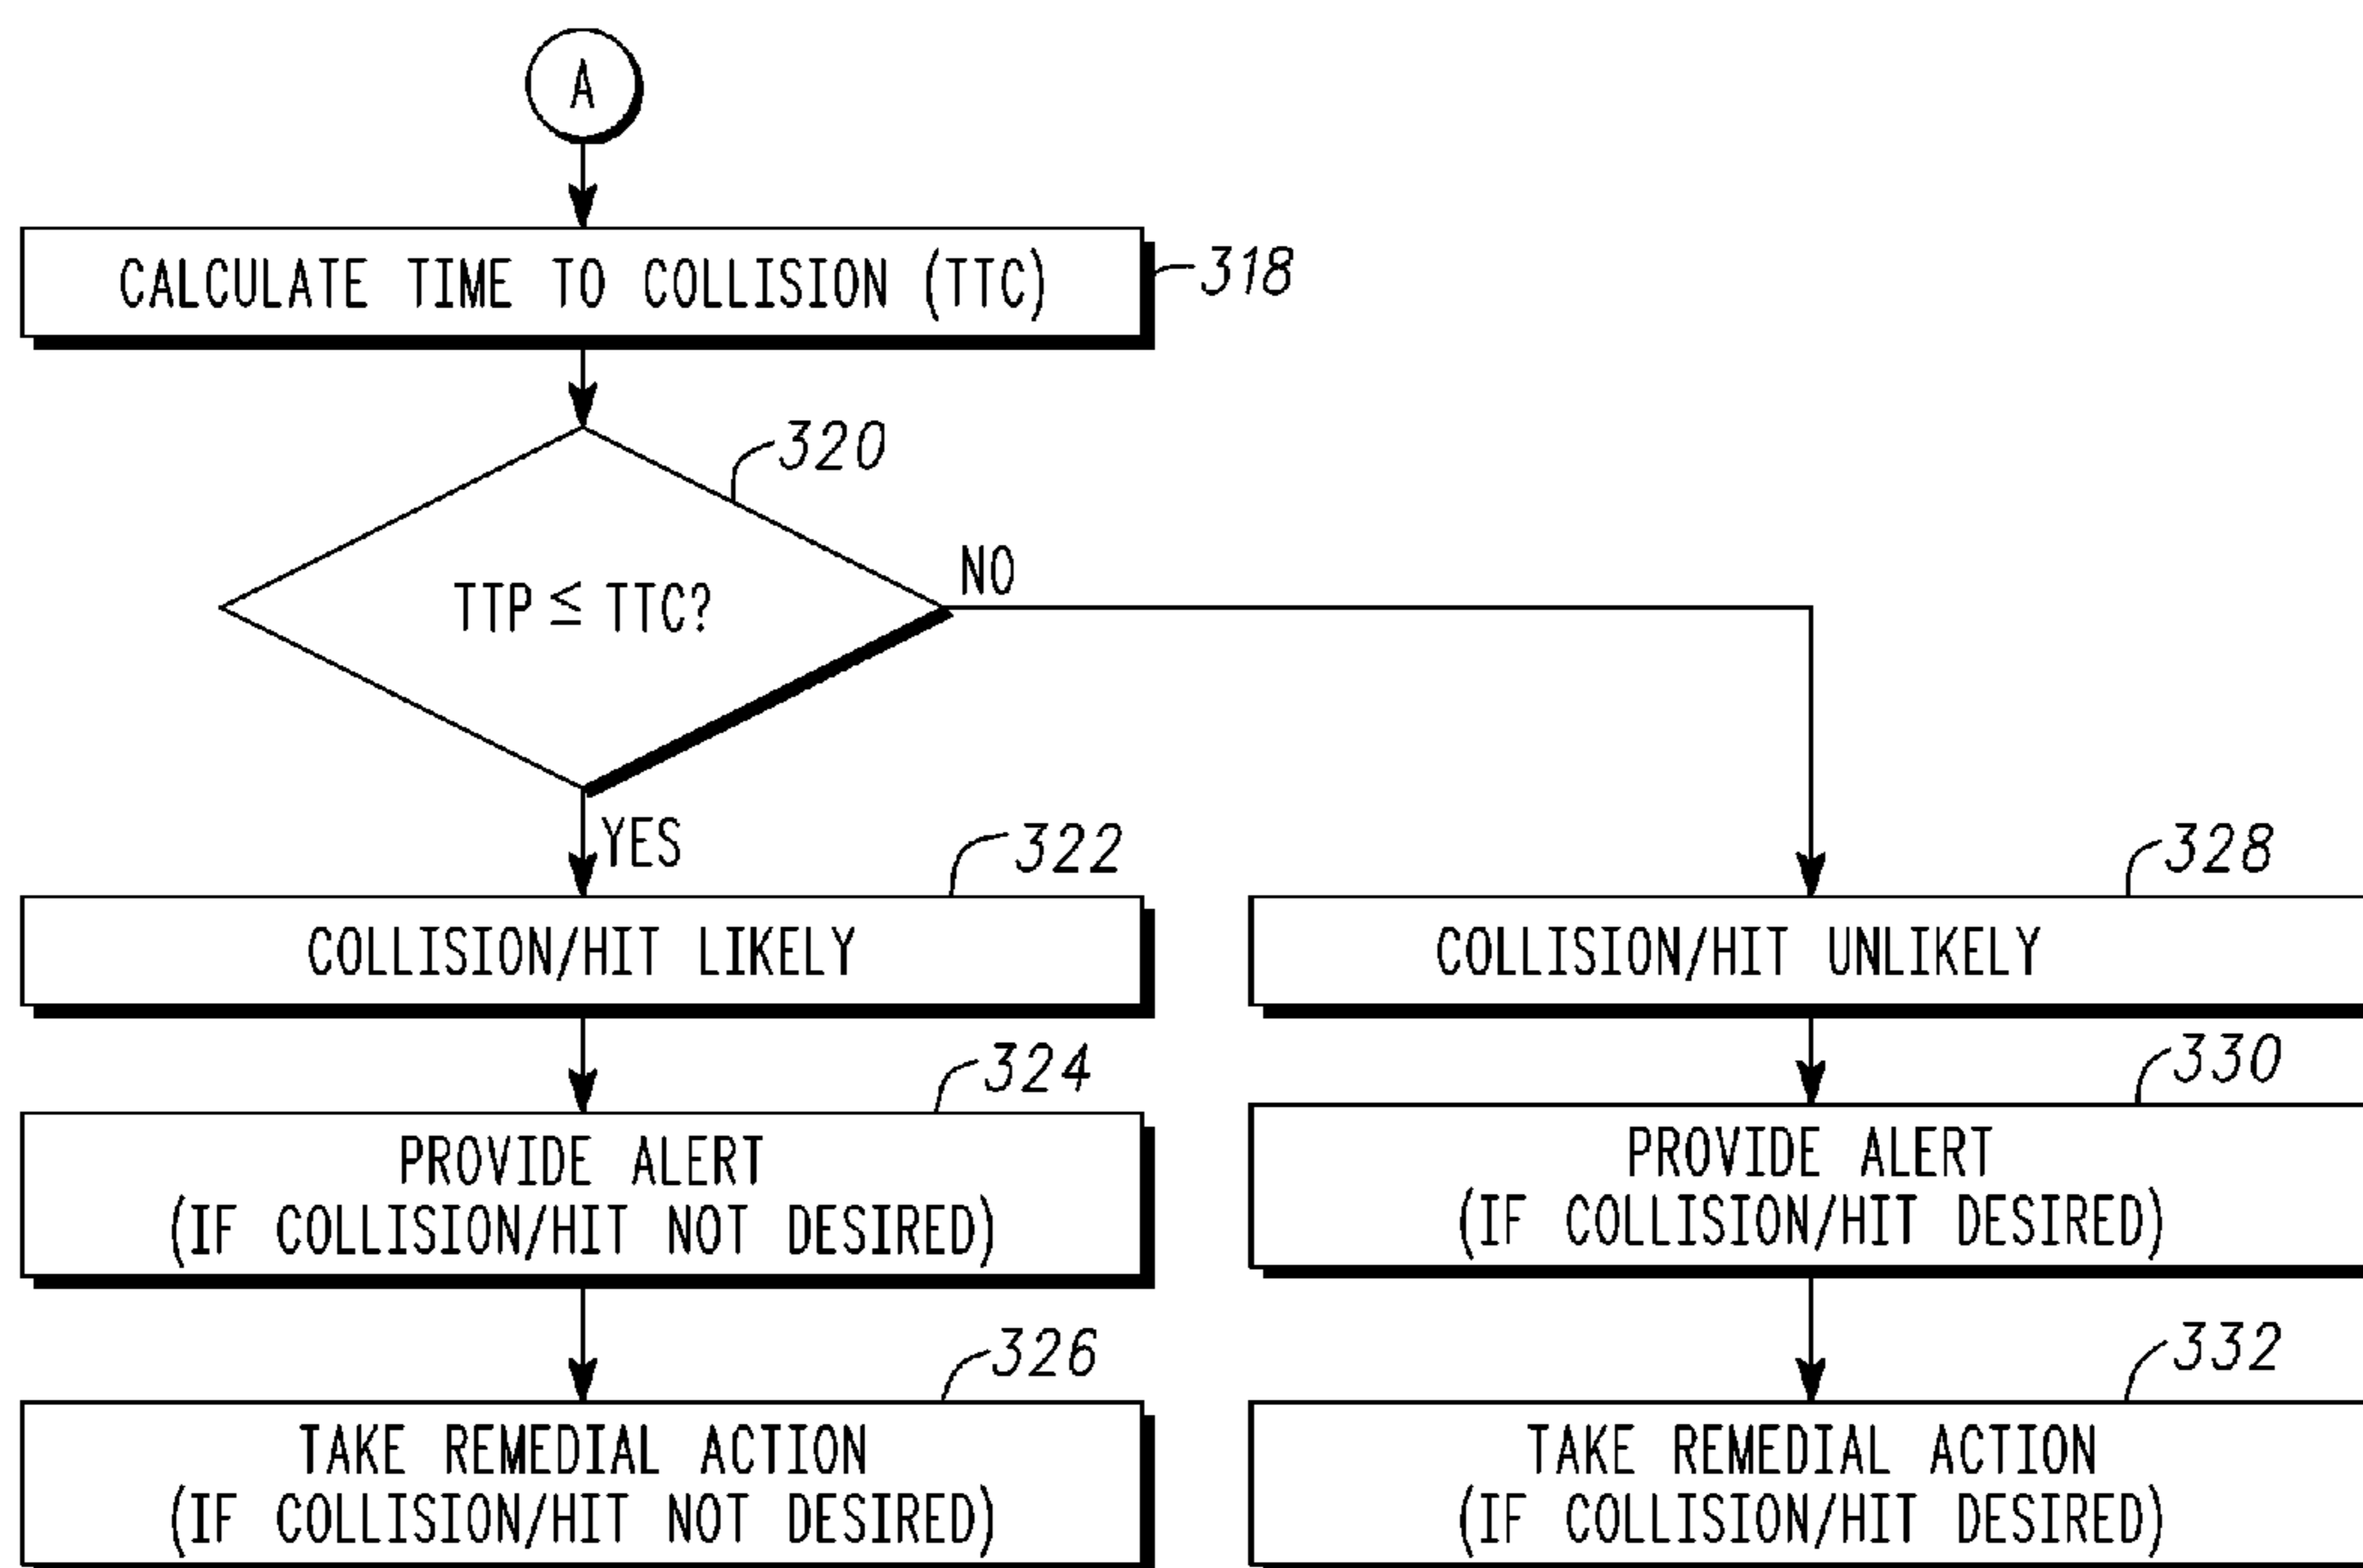 A
CALCULATE TIME TO COLLISION (TTC)
318
320
TTP ≤ TTC?
NO
YES
322
COLLISION/HIT LIKELY
328
COLLISION/HIT UNLIKELY
324
PROVIDE ALERT
(IF COLLISION/HIT NOT DESIRED)
330
PROVIDE ALERT
(IF COLLISION/HIT DESIRED)
326
TAKE REMEDIAL ACTION
(IF COLLISION/HIT NOT DESIRED)
332
TAKE REMEDIAL ACTION
(IF COLLISION/HIT DESIRED)